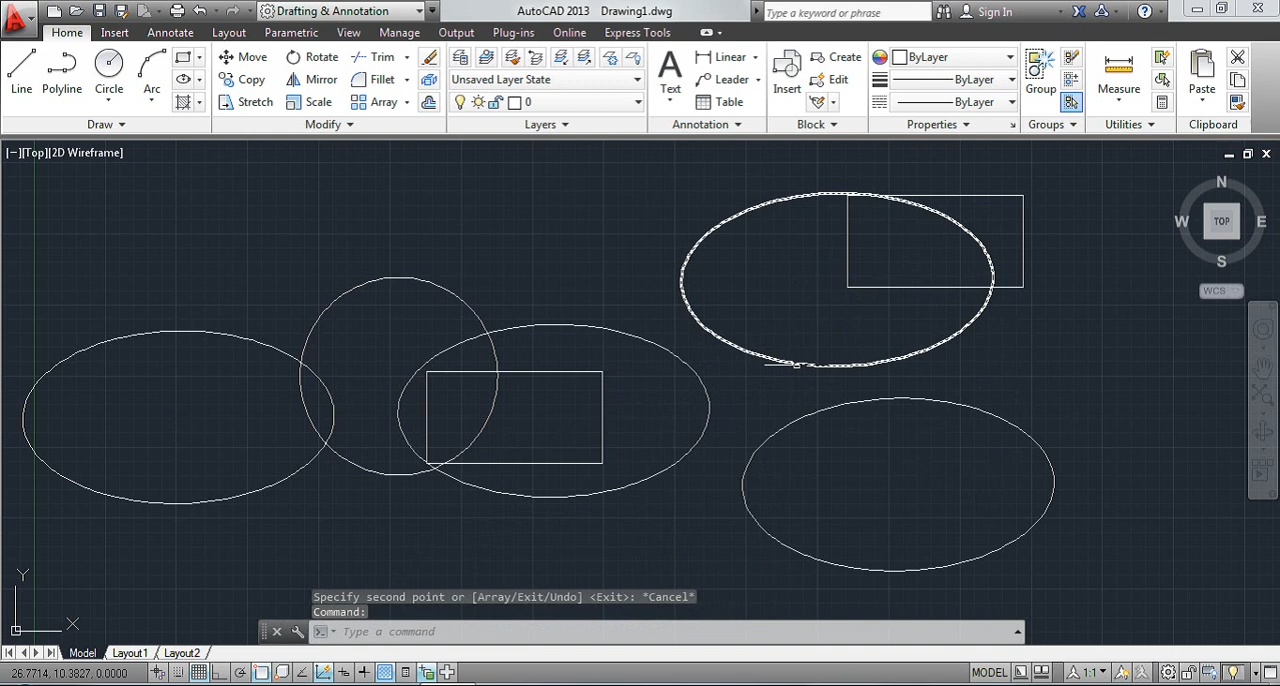 Drafting & Annotation
AutoCAD 2013 Drawing1.dwg
Type a keyword or phrase
Sign In
Home Insert Annotate Layout Parametric View Manage Output Plug-ins Online Express Tools
Line Polyline Circle Arc
Move Rotate Trim
Copy Mirror Fillet
Stretch Scale Array
Unsaved Layer State
0
Text
Linear
Leader
Table
Insert
Create
Edit
ByLayer
ByLayer
ByLayer
Group
Measure
Paste
Draw Modify Layers Annotation Block Properties Groups Utilities Clipboard
[−][Top][2D Wireframe]
N
W TOP E
S
WCS
Y
X
Specify second point or [Array/Exit/Undo] <Exit>: *Cancel*
Command:
Type a command
Model Layout1 Layout2
26.7714, 10.3827, 0.0000
MODEL
1:1